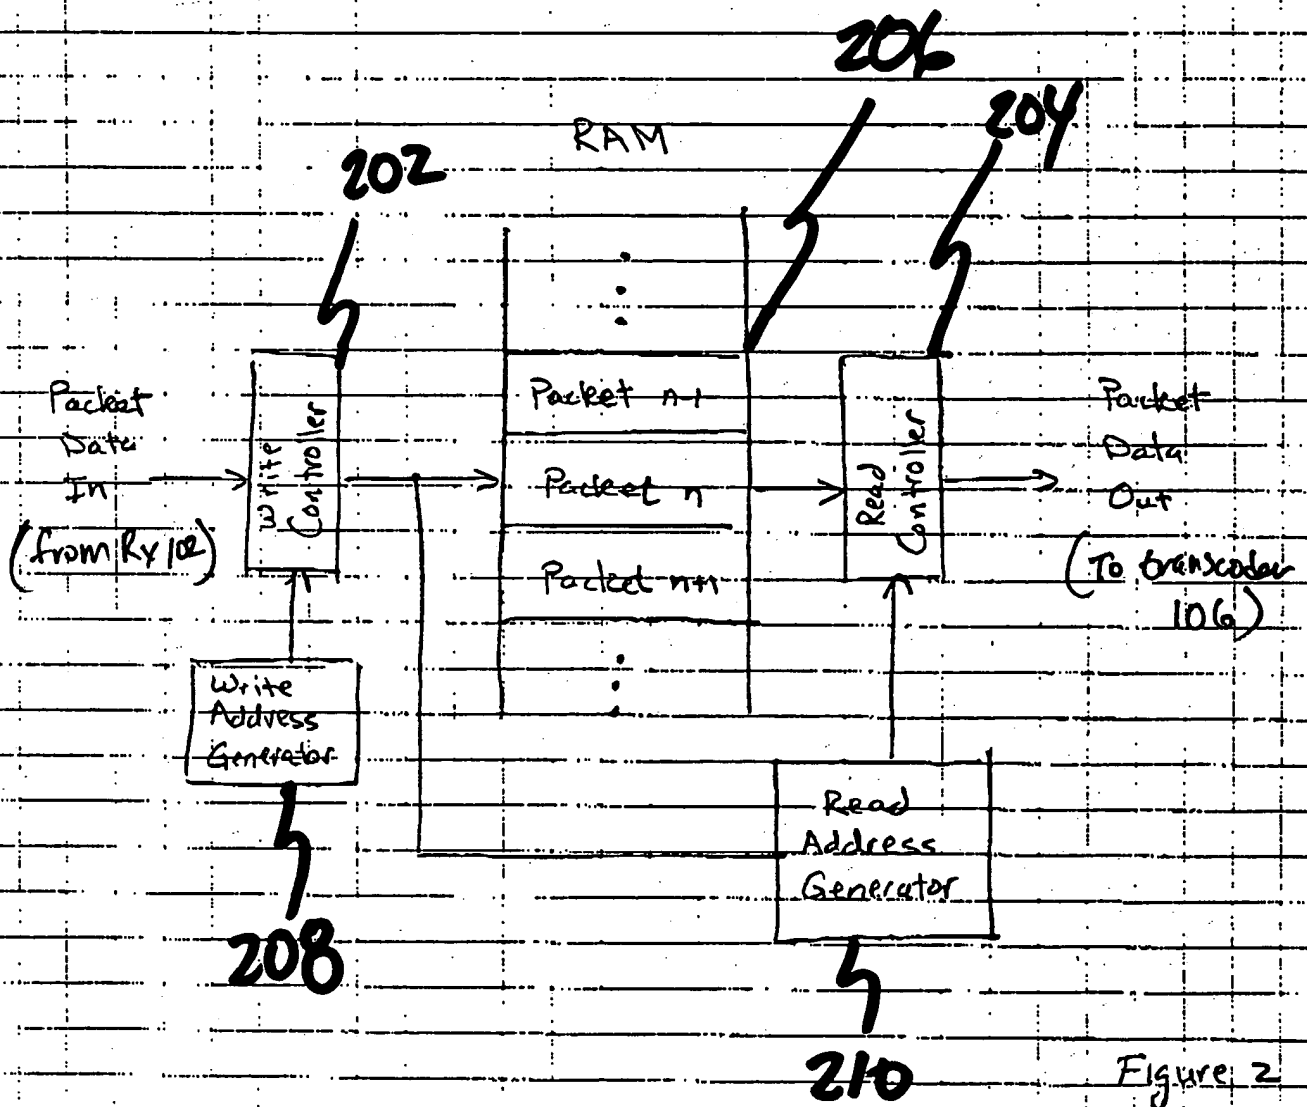 206
204
RAM
202
Packet n-1
Packet
Data
In
(from Rx 102)
Write
Controller
Packet n
Read
Controller
Packet
Data
Out
(To transcoder
106)
Packet n+1
Write
Address
Generator
Read
Address
Generator
208
210
Figure 2